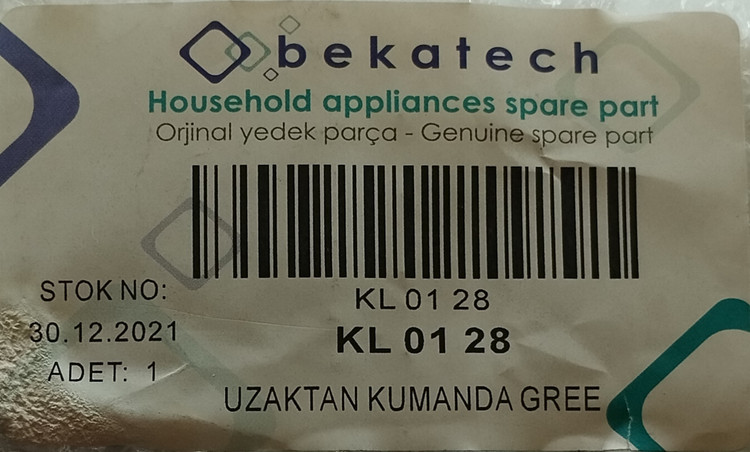 bekatech
Household appliances spare part
Orjinal yedek parça - Genuine spare part
KL 01 28
KL 01 28
STOK NO:
30.12.2021
ADET: 1
UZAKTAN KUMANDA GREE